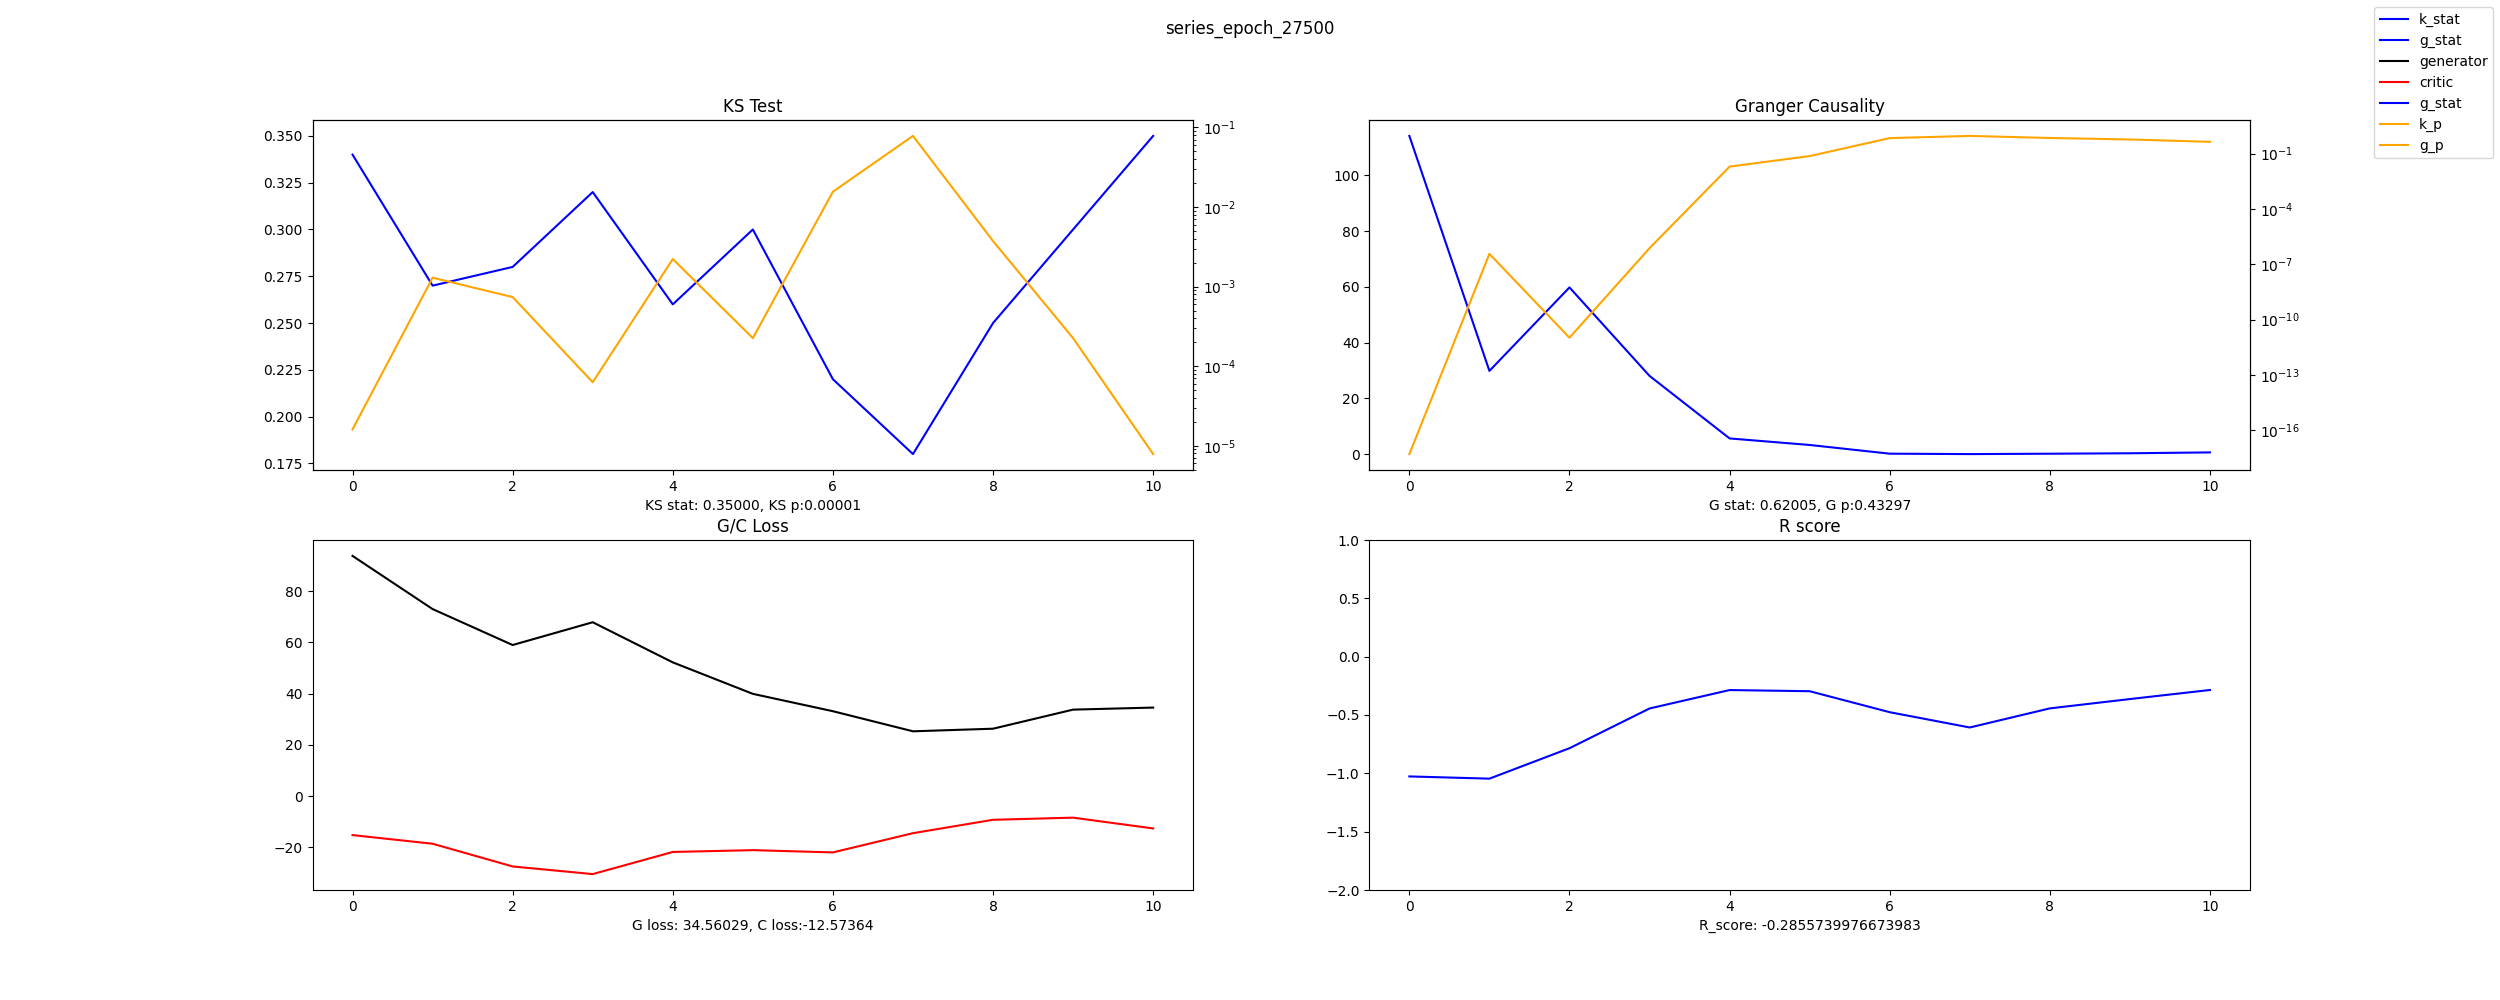 series_epoch_27500
k_stat
g_stat
generator
critic
g_stat
k_p
g_p
KS Test
0.350
0.325
0.300
0.275
0.250
0.225
0.200
0.175
10⁻¹
10⁻²
10⁻³
10⁻⁴
10⁻⁵
0 2 4 6 8 10
KS stat: 0.35000, KS p:0.00001
Granger Causality
100
80
60
40
20
0
10⁻¹
10⁻⁴
10⁻⁷
10⁻¹⁰
10⁻¹³
10⁻¹⁶
0 2 4 6 8 10
G stat: 0.62005, G p:0.43297
G/C Loss
80
60
40
20
0
−20
0 2 4 6 8 10
G loss: 34.56029, C loss:-12.57364
R score
1.0
0.5
0.0
−0.5
−1.0
−1.5
−2.0
0 2 4 6 8 10
R_score: -0.2855739976673983